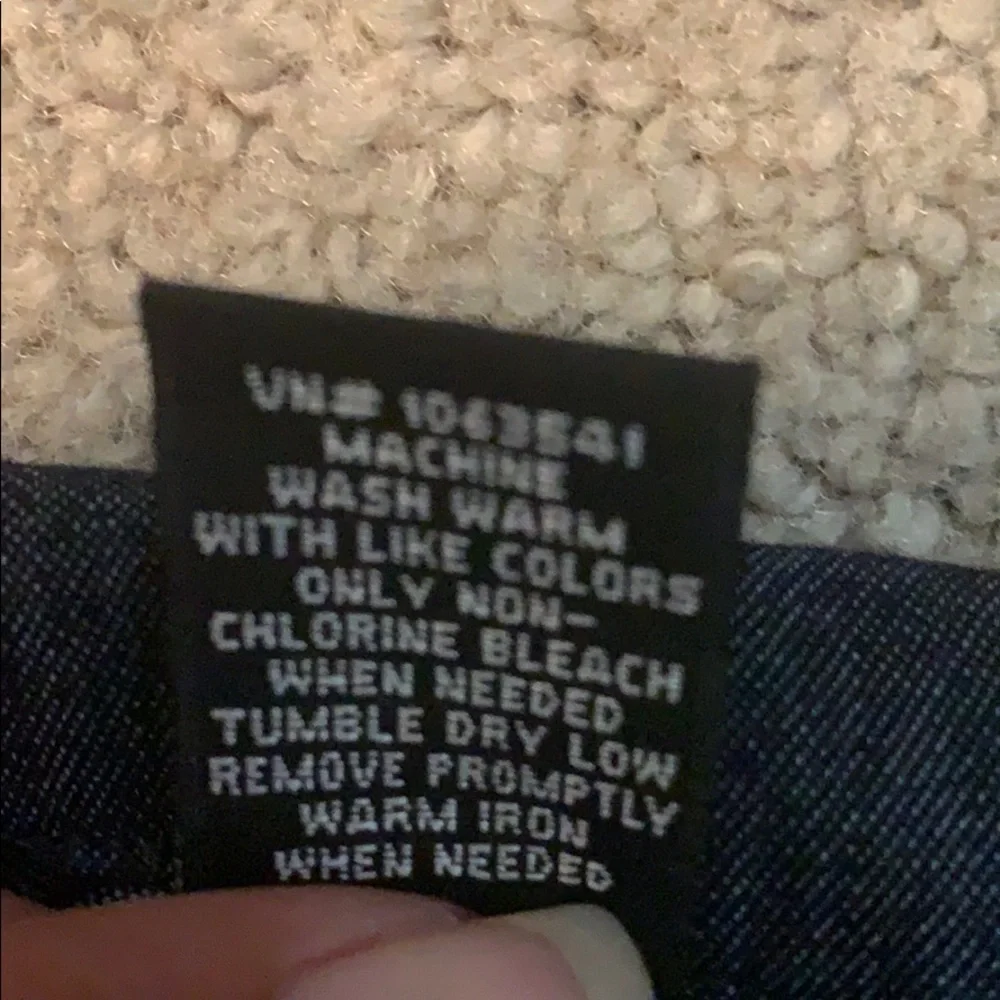 VN# 1063541
MACHINE
WASH WARM
WITH LIKE COLORS
ONLY NON-
CHLORINE BLEACH
WHEN NEEDED
TUMBLE DRY LOW
REMOVE PROMPTLY
WARM IRON
WHEN NEEDED